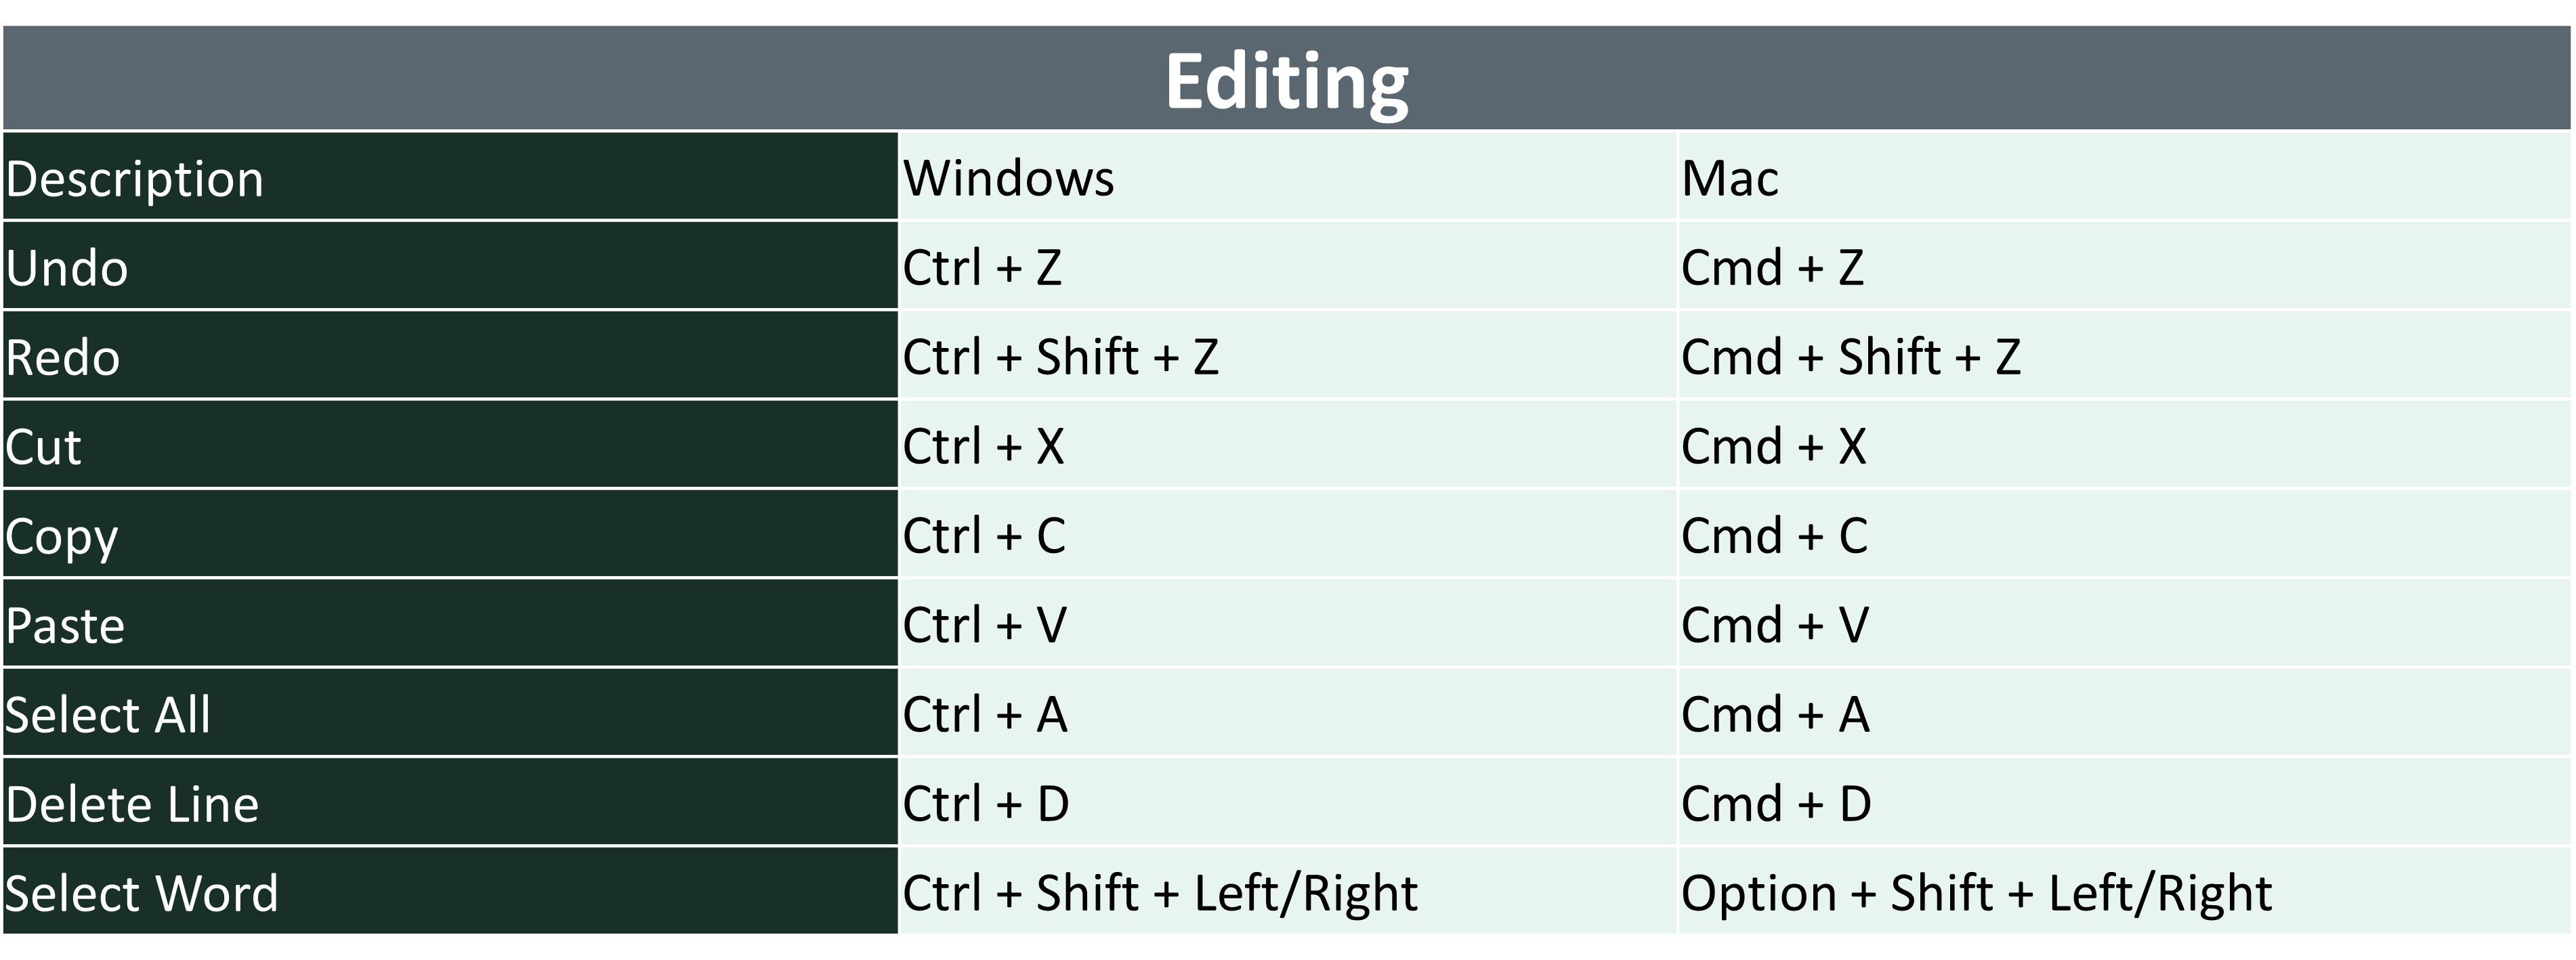 Editing
Description Windows Mac
Undo Ctrl + Z Cmd + Z
Redo Ctrl + Shift + Z Cmd + Shift + Z
Cut Ctrl + X Cmd + X
Copy Ctrl + C Cmd + C
Paste Ctrl + V Cmd + V
Select All Ctrl + A Cmd + A
Delete Line Ctrl + D Cmd + D
Select Word Ctrl + Shift + Left/Right Option + Shift + Left/Right